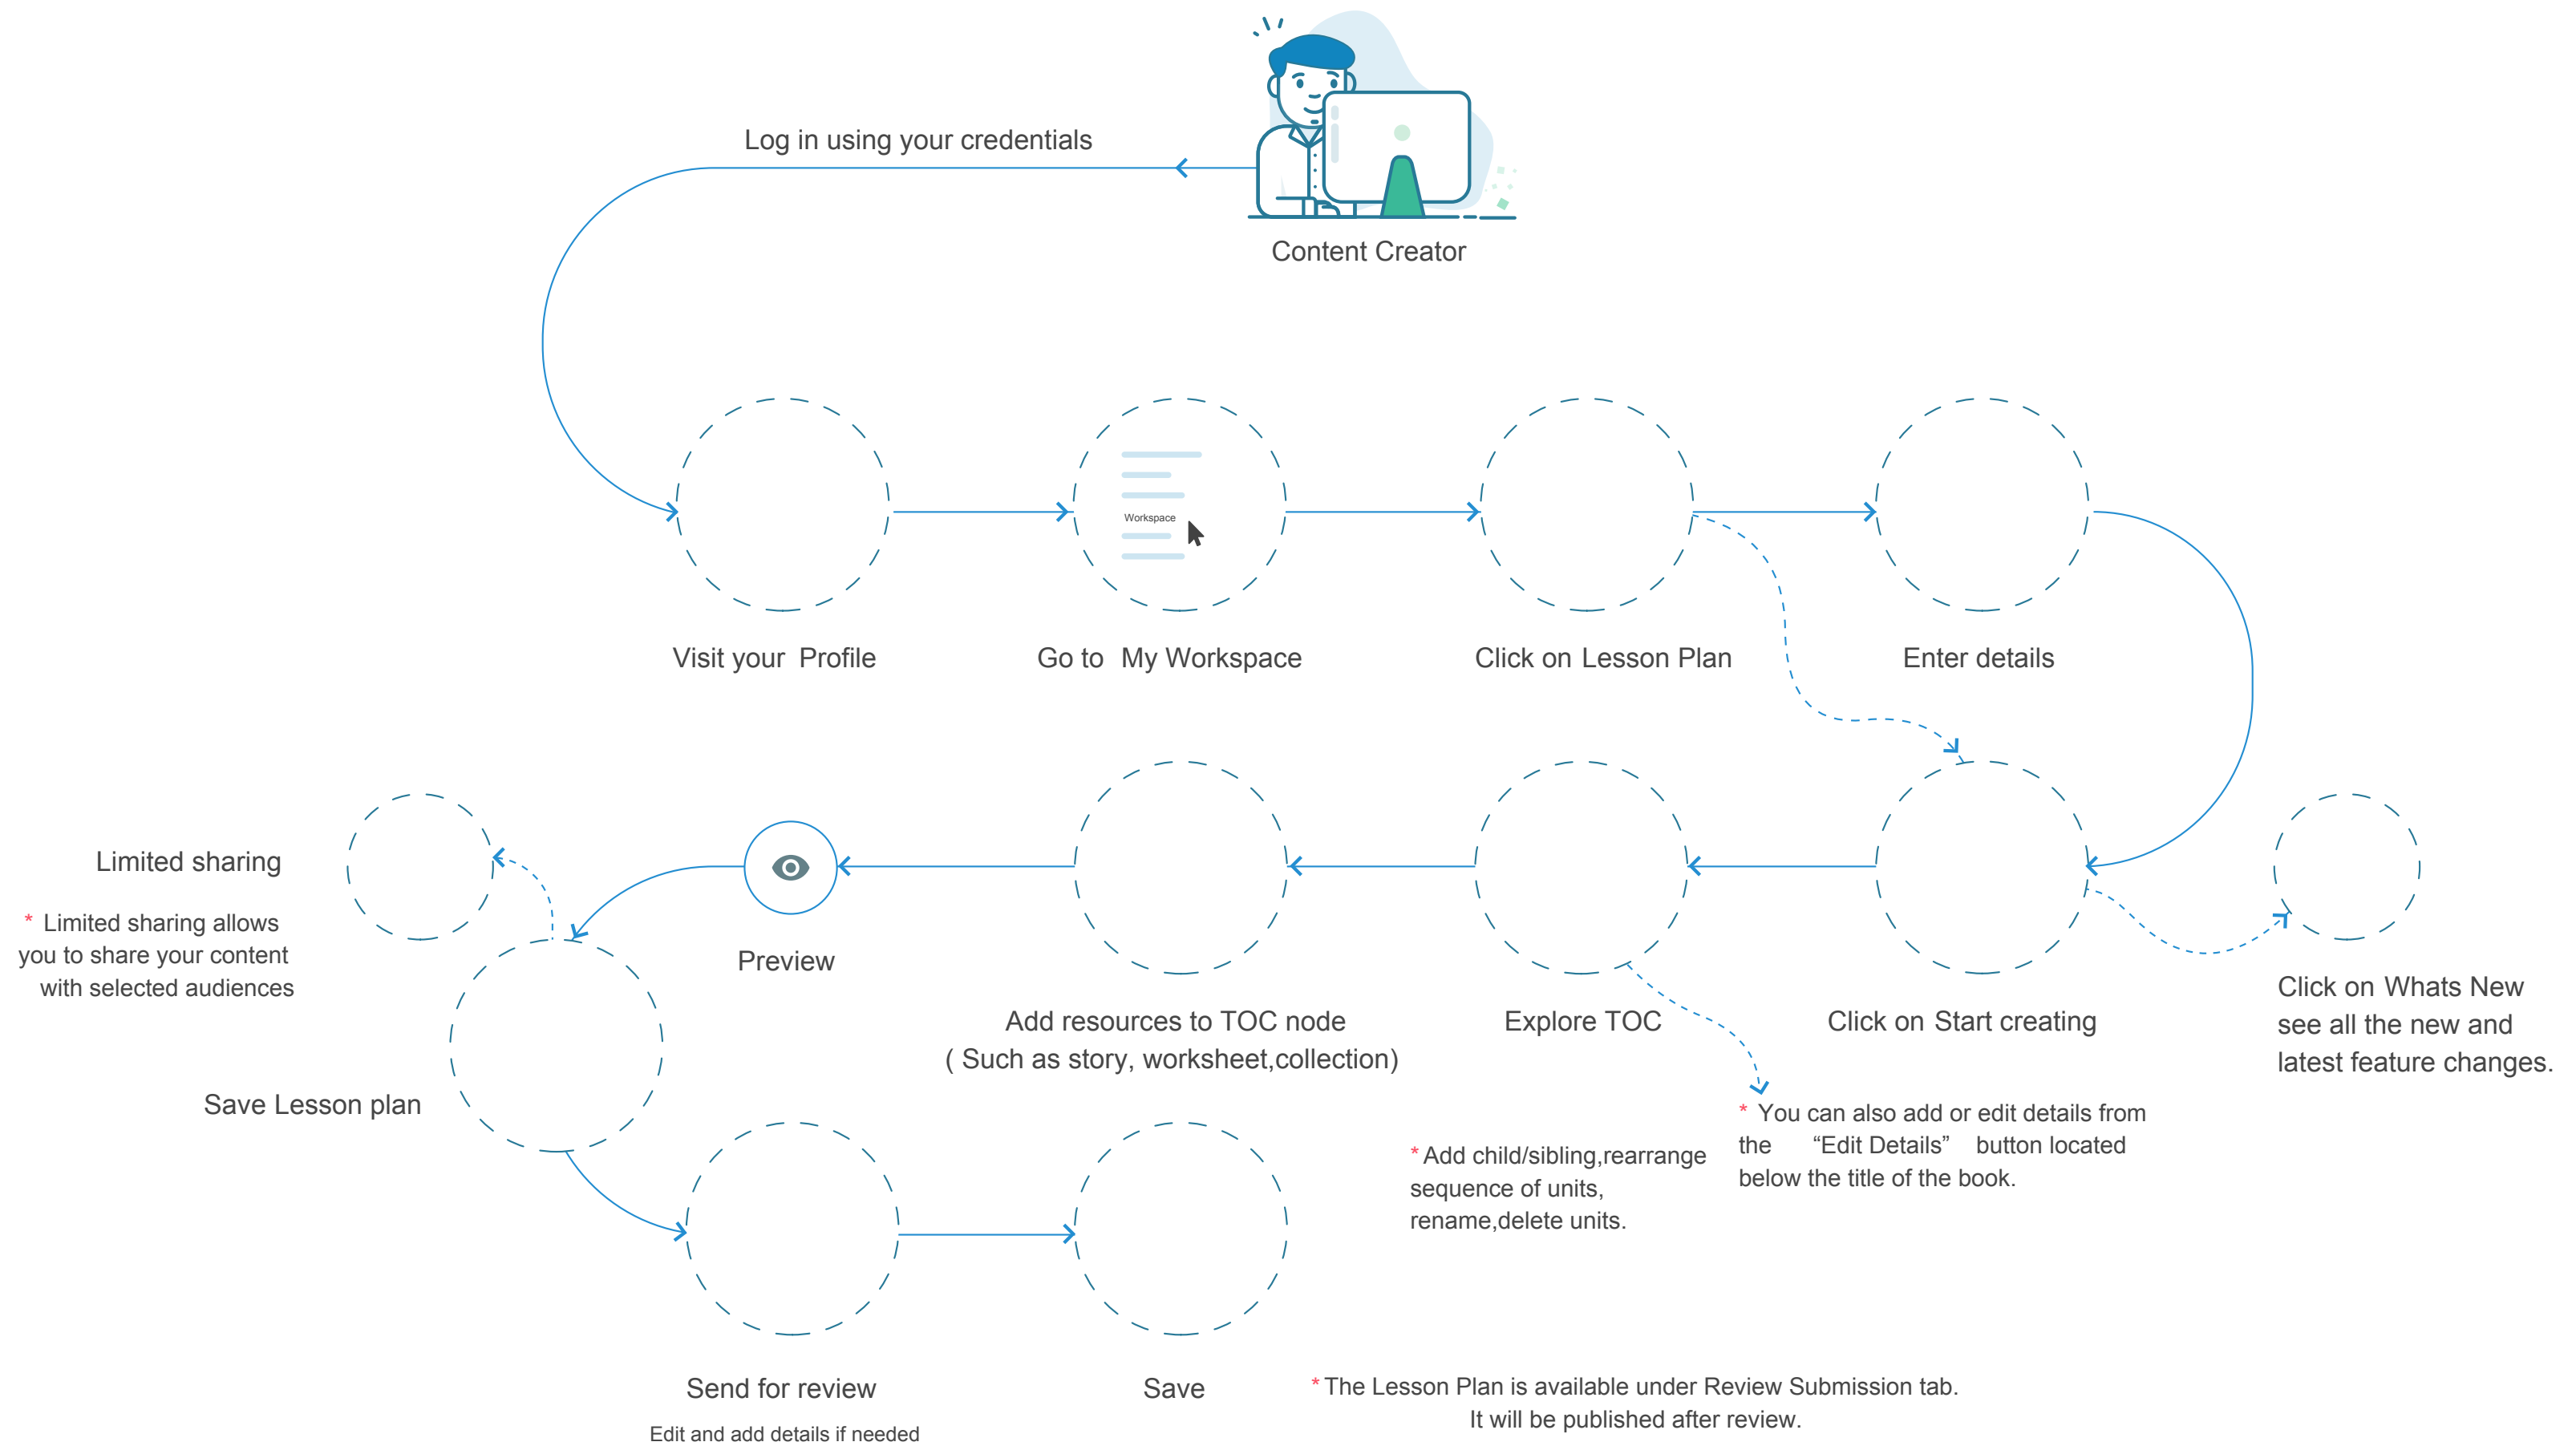 Log in using your credentials
Content Creator
Workspace
Visit your Profile
Go to My Workspace
Click on Lesson Plan
Enter details
Limited sharing
* Limited sharing allows
you to share your content
with selected audiences
Preview
Add resources to TOC node
( Such as story, worksheet,collection)
Explore TOC
Click on Start creating
Click on Whats New
see all the new and
latest feature changes.
Save Lesson plan
* Add child/sibling,rearrange
sequence of units,
rename,delete units.
* You can also add or edit details from
the “Edit Details” button located
below the title of the book.
Send for review
Edit and add details if needed
Save
* The Lesson Plan is available under Review Submission tab.
It will be published after review.